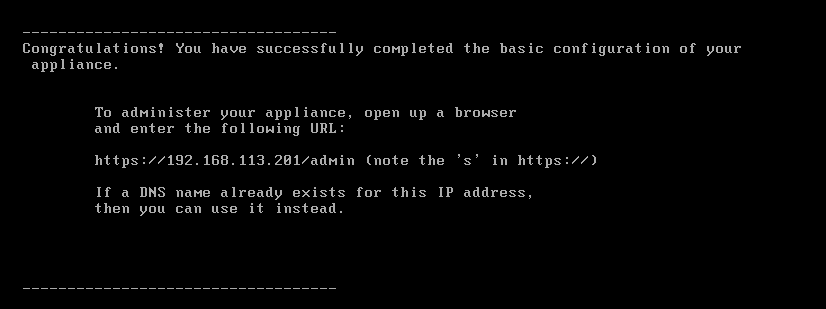 -----------------------------------
Congratulations! You have successfully completed the basic configuration of your
appliance.
To administer your appliance, open up a browser
and enter the following URL:
https://192.168.113.201/admin (note the 's' in https://)
If a DNS name already exists for this IP address,
then you can use it instead.
-----------------------------------